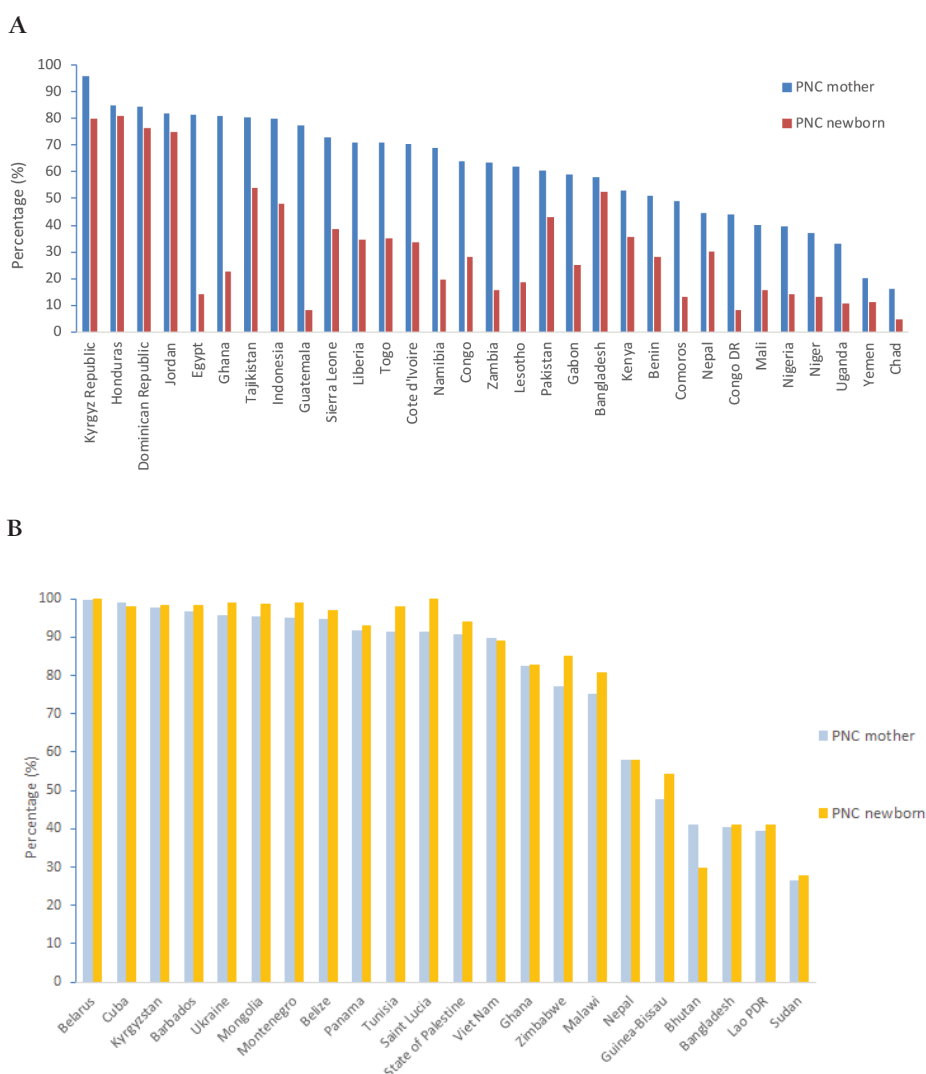 A
100
90
80
70
60
50
40
30
20
10
0
Percentage (%)
PNC mother
PNC newborn
Kyrgyz Republic
Honduras
Dominican Republic
Jordan
Egypt
Ghana
Tajikistan
Indonesia
Guatemala
Sierra Leone
Liberia
Togo
Cote d'Ivoire
Namibia
Congo
Zambia
Lesotho
Pakistan
Gabon
Bangladesh
Kenya
Benin
Comoros
Nepal
Congo DR
Mali
Nigeria
Niger
Uganda
Yemen
Chad
B
100
90
80
70
60
50
40
30
20
10
0
Percentage (%)
PNC mother
PNC newborn
Belarus
Cuba
Kyrgyzstan
Barbados
Ukraine
Mongolia
Montenegro
Belize
Panama
Tunisia
Saint Lucia
State of Palestine
Viet Nam
Ghana
Zimbabwe
Malawi
Nepal
Guinea-Bissau
Bhutan
Bangladesh
Lao PDR
Sudan